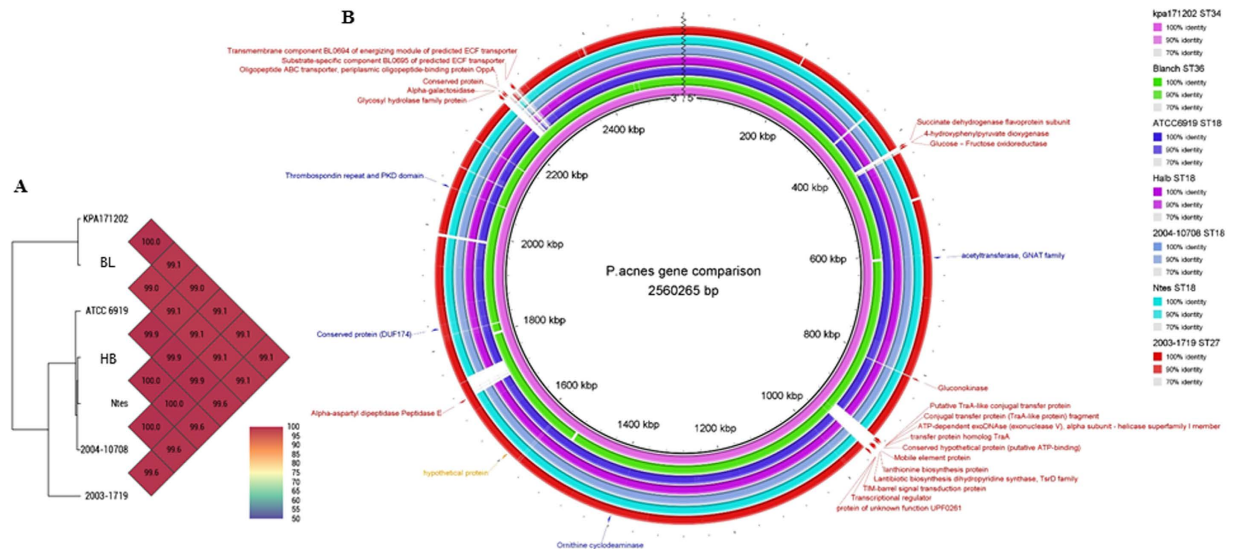 A
KPA171202
BL
ATCC 6919
HB
Ntes
2004-10708
2003-1719
100.0
99.1
99.0 99.0
99.1 99.1
99.9 99.1 99.1
99.9 99.1 99.1
100.0 99.9 99.1
100.0 99.6
100.0 99.6
99.6
99.6
100
95
90
85
80
75
70
65
60
55
50
B
Transmembrane component BL0694 of energizing module of predicted ECF transporter
Substrate-specific component BL0695 of predicted ECF transporter
Oligopeptide ABC transporter, periplasmic oligopeptide-binding protein OppA
Conserved protein
Alpha-galactosidase
Glycosyl hydrolase family protein
Thrombospondin repeat and PKD domain
Conserved protein (DUF174)
Alpha-aspartyl dipeptidase Peptidase E
hypothetical protein
Ornithine cyclodeaminase
3' 5'
200 kbp
400 kbp
600 kbp
800 kbp
1000 kbp
1200 kbp
1400 kbp
1600 kbp
1800 kbp
2000 kbp
2200 kbp
2400 kbp
P.acnes gene comparison
2560265 bp
Succinate dehydrogenase flavoprotein subunit
4-hydroxyphenylpyruvate dioxygenase
Glucose - Fructose oxidoreductase
acetyltransferase, GNAT family
Gluconokinase
Putative TraA-like conjugal transfer protein
Conjugal transfer protein (TraA-like protein) fragment
ATP-dependent exoDNAse (exonuclease V), alpha subunit - helicase superfamily I member
transfer protein homolog TraA
Conserved hypothetical protein (putative ATP-binding)
Mobile element protein
lanthionine biosynthesis protein
Lantibiotic biosynthesis dihydropyridine synthase, TsrD family
TIM-barrel signal transduction protein
Transcriptional regulator
protein of unknown function UPF0261
kpa171202 ST34
100% identity
90% identity
70% identity
Blanch ST36
100% identity
90% identity
70% identity
ATCC6919 ST18
100% identity
90% identity
70% identity
Halb ST18
100% identity
90% identity
70% identity
2004-10708 ST18
100% identity
90% identity
70% identity
Ntes ST18
100% identity
90% identity
70% identity
2003-1719 ST27
100% identity
90% identity
70% identity